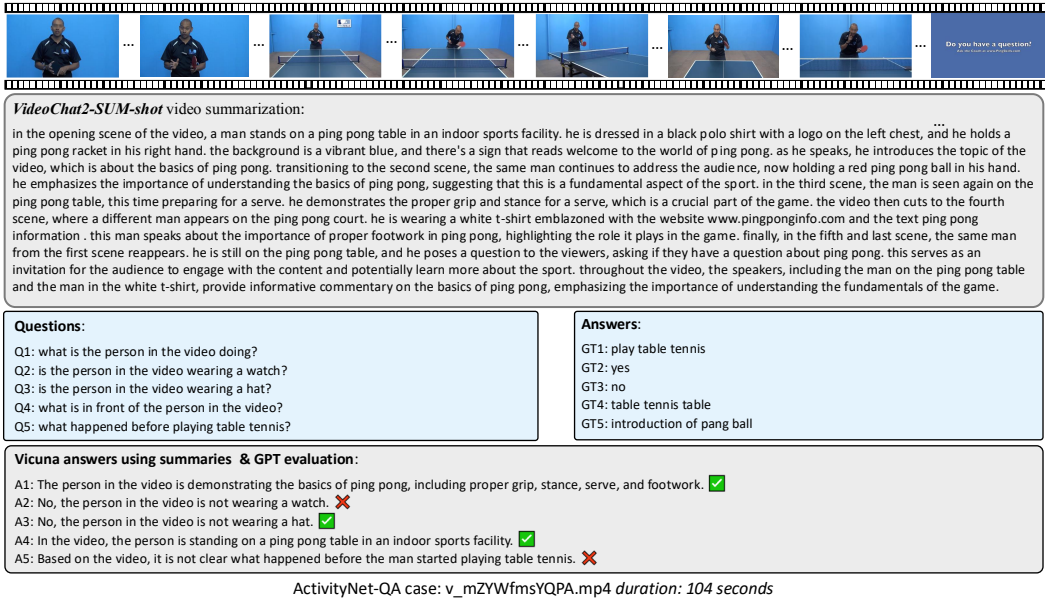 ... ... ... ... ... ... ...
Do you have a question?
VideoChat2-SUM-shot video summarization:
...
in the opening scene of the video, a man stands on a ping pong table in an indoor sports facility. he is dressed in a black polo shirt with a logo on the left chest, and he holds a
ping pong racket in his right hand. the background is a vibrant blue, and there's a sign that reads welcome to the world of ping pong. as he speaks, he introduces the topic of the
video, which is about the basics of ping pong. transitioning to the second scene, the same man continues to address the audience, now holding a red ping pong ball in his hand.
he emphasizes the importance of understanding the basics of ping pong, suggesting that this is a fundamental aspect of the sport. in the third scene, the man is seen again on the
ping pong table, this time preparing for a serve. he demonstrates the proper grip and stance for a serve, which is a crucial part of the game. the video then cuts to the fourth
scene, where a different man appears on the ping pong court. he is wearing a white t-shirt emblazoned with the website www.pingponginfo.com and the text ping pong
information . this man speaks about the importance of proper footwork in ping pong, highlighting the role it plays in the game. finally, in the fifth and last scene, the same man
from the first scene reappears. he is still on the ping pong table, and he poses a question to the viewers, asking if they have a question about ping pong. this serves as an
invitation for the audience to engage with the content and potentially learn more about the sport. throughout the video, the speakers, including the man on the ping pong table
and the man in the white t-shirt, provide informative commentary on the basics of ping pong, emphasizing the importance of understanding the fundamentals of the game.
Questions:
Q1: what is the person in the video doing?
Q2: is the person in the video wearing a watch?
Q3: is the person in the video wearing a hat?
Q4: what is in front of the person in the video?
Q5: what happened before playing table tennis?
Answers:
GT1: play table tennis
GT2: yes
GT3: no
GT4: table tennis table
GT5: introduction of pang ball
Vicuna answers using summaries & GPT evaluation:
A1: The person in the video is demonstrating the basics of ping pong, including proper grip, stance, serve, and footwork.
A2: No, the person in the video is not wearing a watch.
A3: No, the person in the video is not wearing a hat.
A4: In the video, the person is standing on a ping pong table in an indoor sports facility.
A5: Based on the video, it is not clear what happened before the man started playing table tennis.
ActivityNet-QA case: v_mZYWfmsYQPA.mp4 duration: 104 seconds